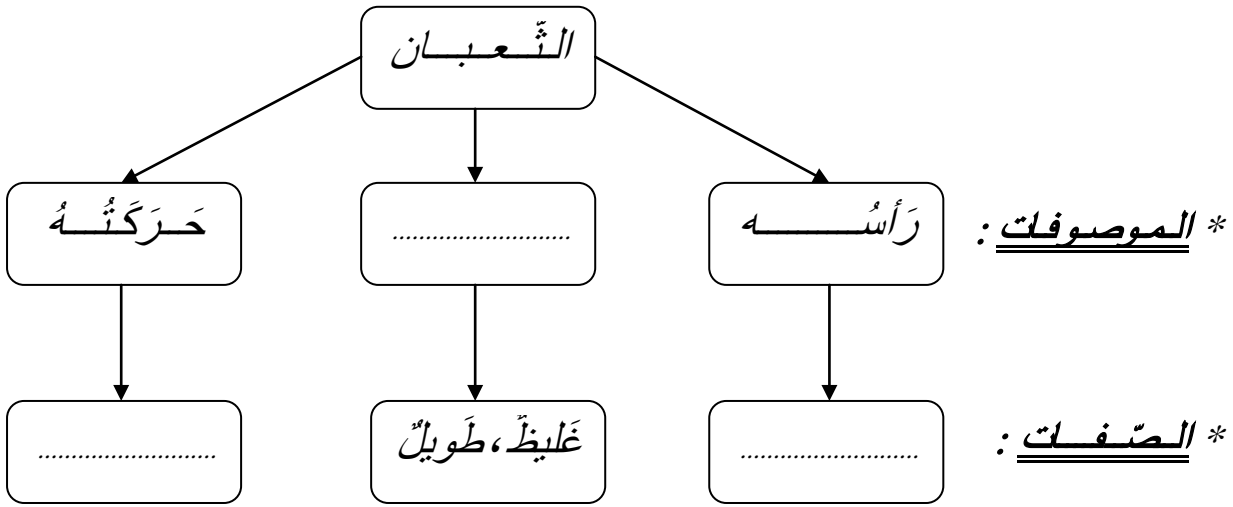 الثّعبان
* الموصوفات : رَأسُه .......................... حَرَكَتُهُ
* الصّفات : .......................... غَليظٌ، طَويلٌ ..........................